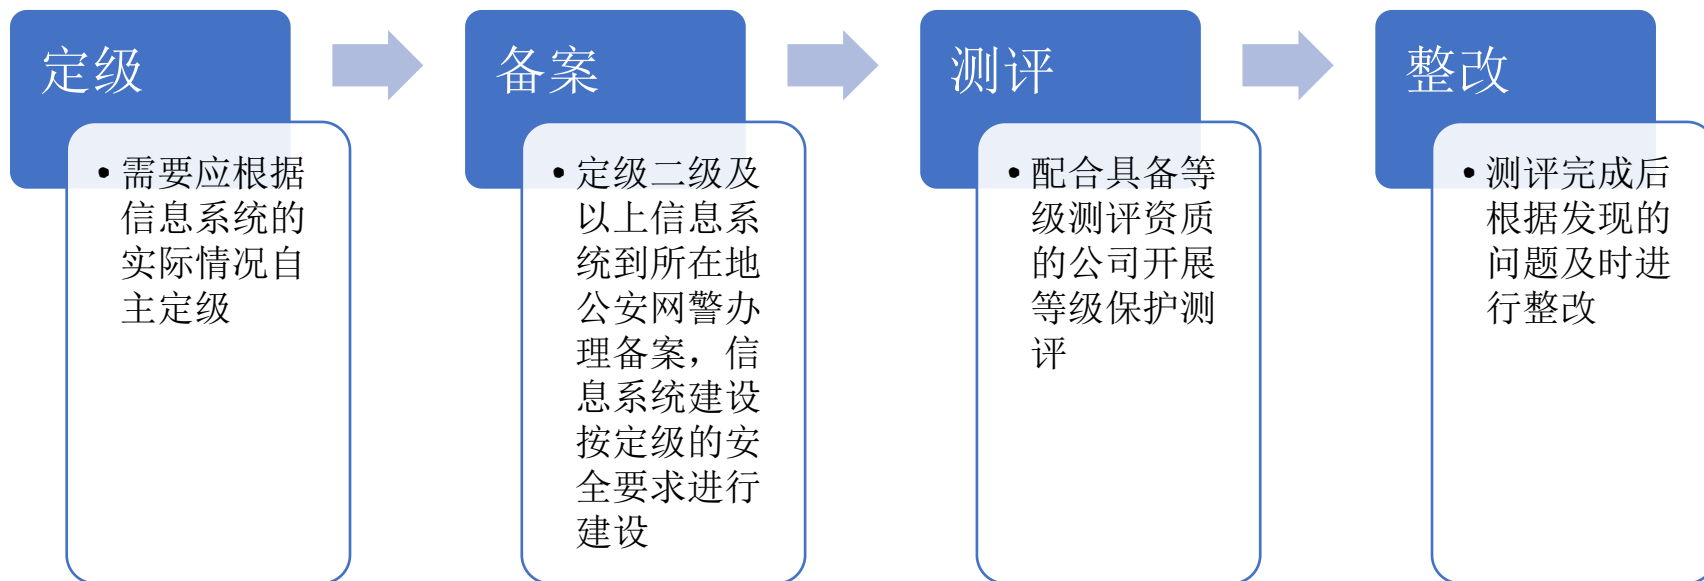 定级
• 需要应根据
信息系统的
实际情况自
主定级
备案
• 定级二级及
以上信息系
统到所在地
公安网警办
理备案，信
息系统建设
按定级的安
全要求进行
建设
测评
• 配合具备等
级测评资质
的公司开展
等级保护测
评
整改
• 测评完成后
根据发现的
问题及时进
行整改